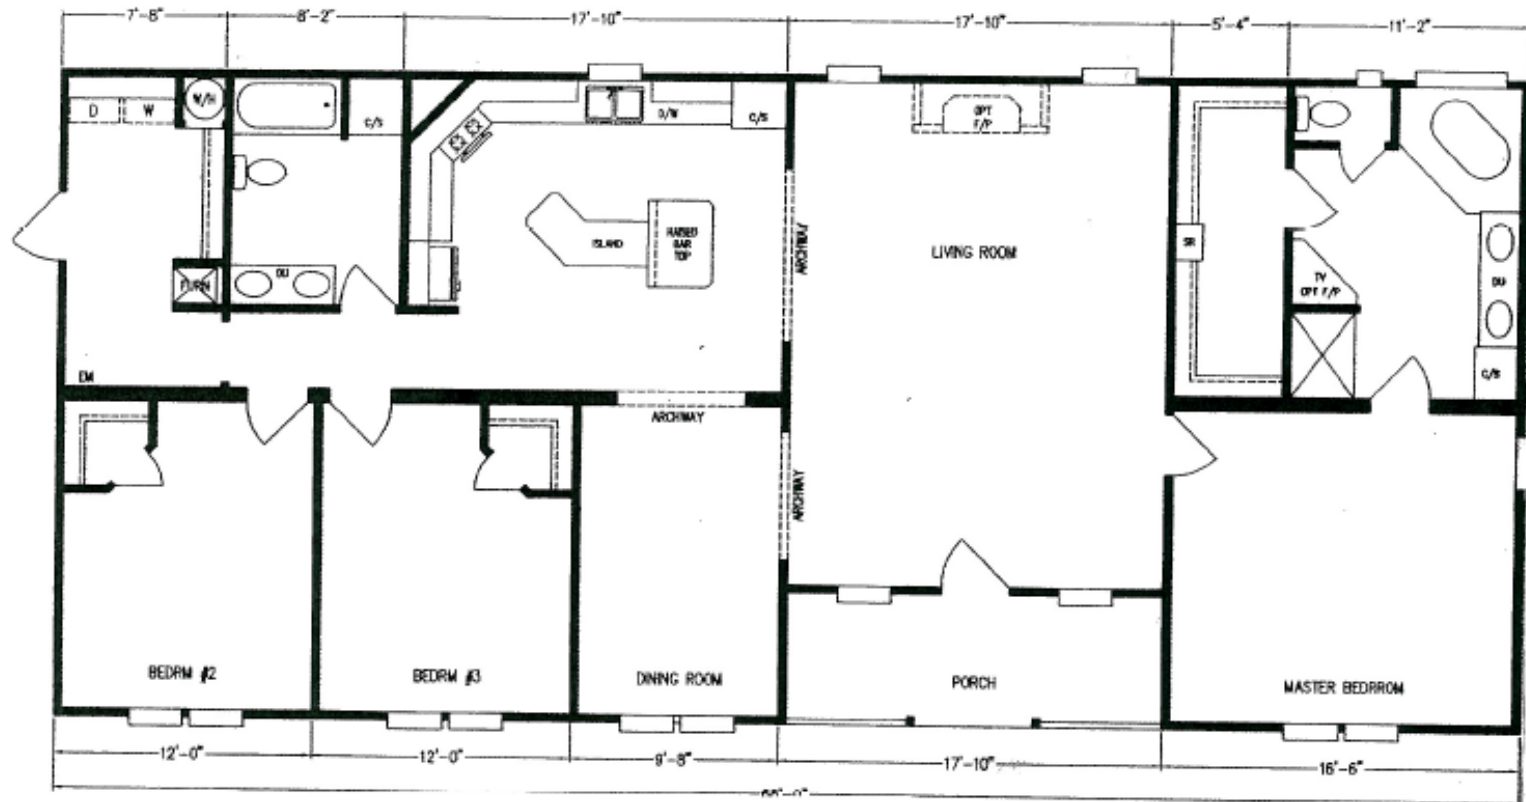 7'-8"
8'-2"
17'-10"
17'-10"
5'-4"
11'-2"
D
W
W/H
C/S
D/W
C/S
OPT
F/P
ISLAND
RAISED
BAR
TOP
ARCHWAY
LIVING ROOM
SR
TV
OPT F/P
DU
FURN
DU
C/S
EM
ARCHWAY
ARCHWAY
BEDRM #2
BEDRM #3
DINING ROOM
PORCH
MASTER BEDRROM
12'-0"
12'-0"
9'-8"
17'-10"
16'-6"